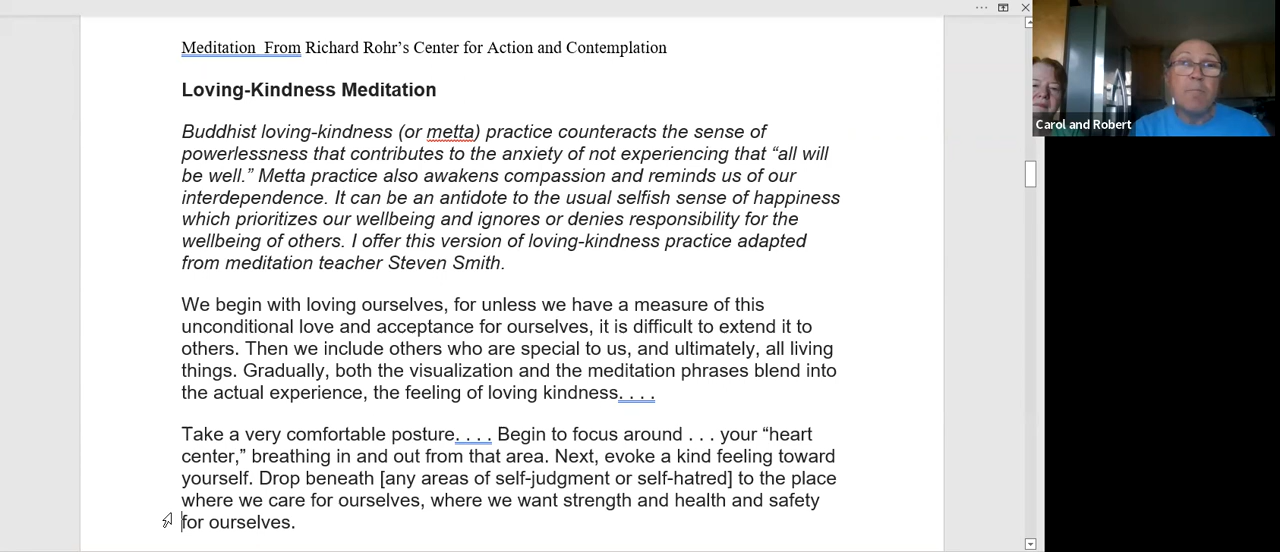 Meditation  From Richard Rohr’s Center for Action and Contemplation
Loving-Kindness Meditation
Buddhist loving-kindness (or metta) practice counteracts the sense of
powerlessness that contributes to the anxiety of not experiencing that “all will
be well.” Metta practice also awakens compassion and reminds us of our
interdependence. It can be an antidote to the usual selfish sense of happiness
which prioritizes our wellbeing and ignores or denies responsibility for the
wellbeing of others. I offer this version of loving-kindness practice adapted
from meditation teacher Steven Smith.
We begin with loving ourselves, for unless we have a measure of this
unconditional love and acceptance for ourselves, it is difficult to extend it to
others. Then we include others who are special to us, and ultimately, all living
things. Gradually, both the visualization and the meditation phrases blend into
the actual experience, the feeling of loving kindness. . . .
Take a very comfortable posture. . . . Begin to focus around . . . your “heart
center,” breathing in and out from that area. Next, evoke a kind feeling toward
yourself. Drop beneath [any areas of self-judgment or self-hatred] to the place
where we care for ourselves, where we want strength and health and safety
for ourselves.
Carol and Robert